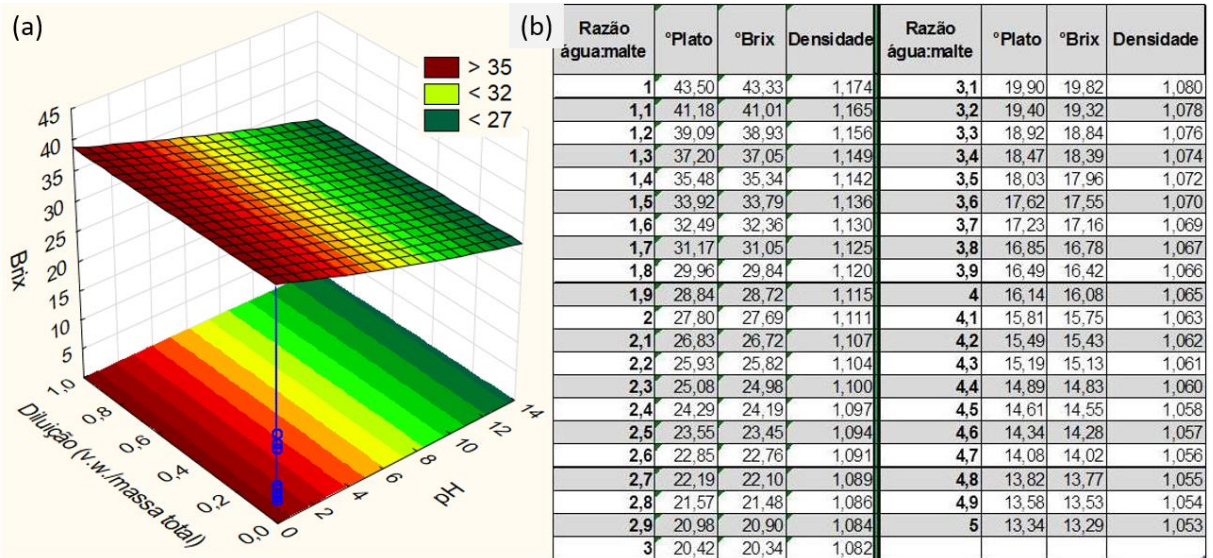 (a)
> 35
< 32
< 27
45
40
35
30
25
20
15
10
5
Brix
1,0
0,8
0,6
0,4
0,2
0,0
Diluição (v.w./massa total)
0
2
4
6
8
10
12
14
pH
(b)
Razão água:malte °Plato °Brix Densidade Razão água:malte °Plato °Brix Densidade
1 43,50 43,33 1,174 3,1 19,90 19,82 1,080
1,1 41,18 41,01 1,165 3,2 19,40 19,32 1,078
1,2 39,09 38,93 1,156 3,3 18,92 18,84 1,076
1,3 37,20 37,05 1,149 3,4 18,47 18,39 1,074
1,4 35,48 35,34 1,142 3,5 18,03 17,96 1,072
1,5 33,92 33,79 1,136 3,6 17,62 17,55 1,070
1,6 32,49 32,36 1,130 3,7 17,23 17,16 1,069
1,7 31,17 31,05 1,125 3,8 16,85 16,78 1,067
1,8 29,96 29,84 1,120 3,9 16,49 16,42 1,066
1,9 28,84 28,72 1,115 4 16,14 16,08 1,065
2 27,80 27,69 1,111 4,1 15,81 15,75 1,063
2,1 26,83 26,72 1,107 4,2 15,49 15,43 1,062
2,2 25,93 25,82 1,104 4,3 15,19 15,13 1,061
2,3 25,08 24,98 1,100 4,4 14,89 14,83 1,060
2,4 24,29 24,19 1,097 4,5 14,61 14,55 1,058
2,5 23,55 23,45 1,094 4,6 14,34 14,28 1,057
2,6 22,85 22,76 1,091 4,7 14,08 14,02 1,056
2,7 22,19 22,10 1,089 4,8 13,82 13,77 1,055
2,8 21,57 21,48 1,086 4,9 13,58 13,53 1,054
2,9 20,98 20,90 1,084 5 13,34 13,29 1,053
3 20,42 20,34 1,082